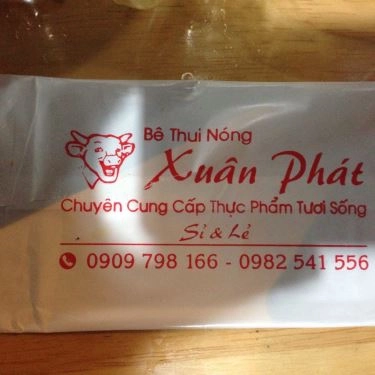 Bê Thui Nóng
Xuân Phát
Chuyên Cung Cấp Thực Phẩm Tươi Sống
Sỉ & Lẻ
0909 798 166 - 0982 541 556